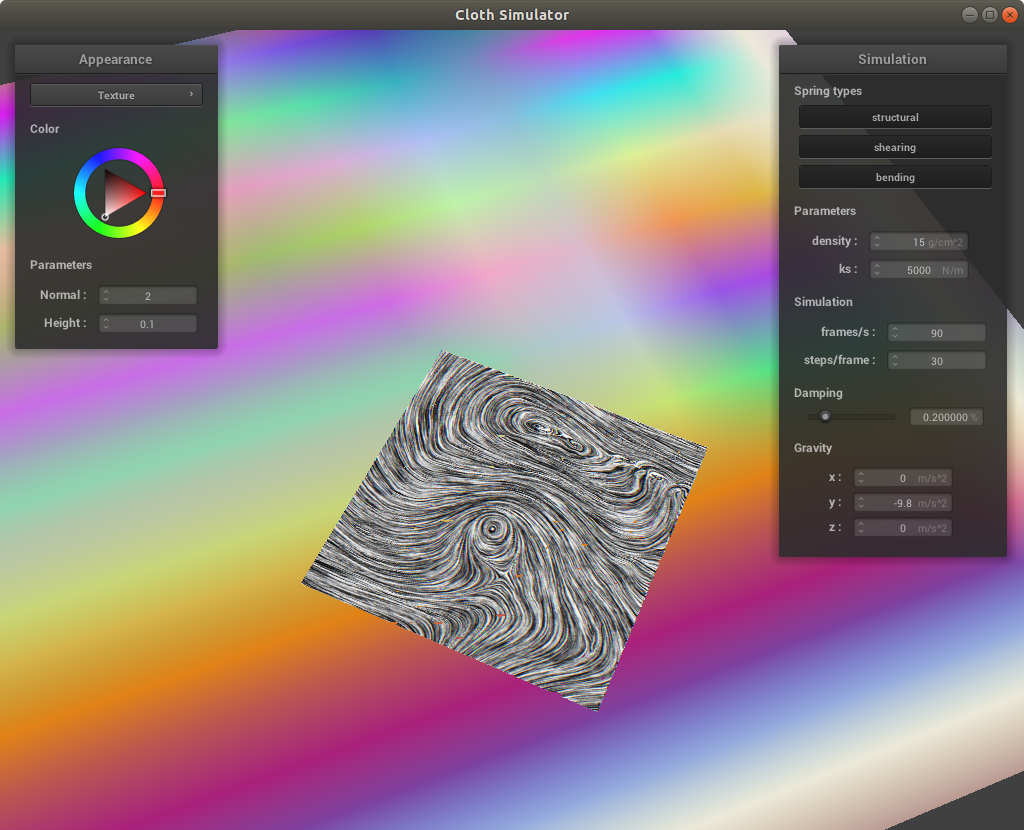 Cloth Simulator
Appearance
Texture
Color
Parameters
Normal : 2
Height : 0.1
Simulation
Spring types
structural
shearing
bending
Parameters
density : 15 g/cm^2
ks : 5000 N/m
Simulation
frames/s : 90
steps/frame : 30
Damping
0.200000 %
Gravity
x : 0 m/s^2
y : -9.8 m/s^2
z : 0 m/s^2